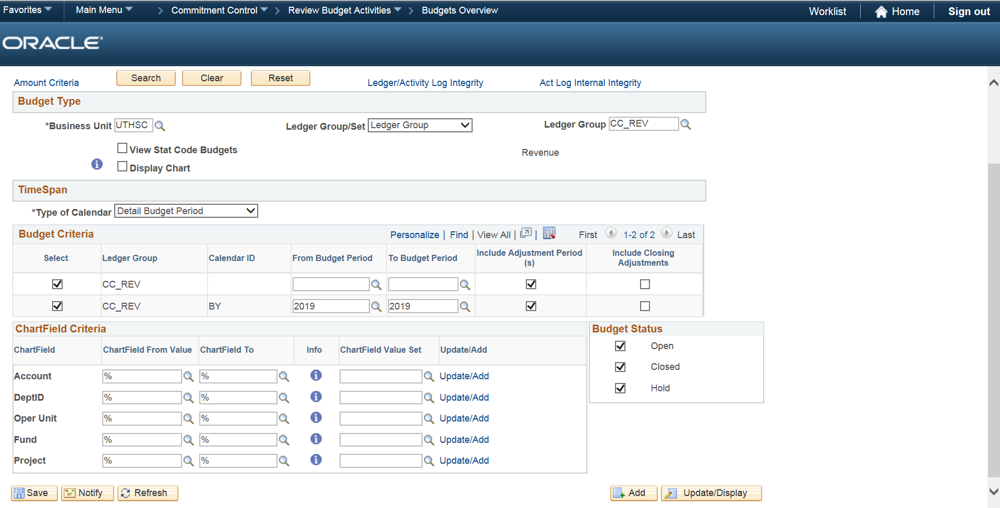 Favorites Main Menu > Commitment Control > Review Budget Activities > Budgets Overview Worklist Home Sign out
ORACLE
Amount Criteria Search Clear Reset Ledger/Activity Log Integrity Act Log Internal Integrity
Budget Type
*Business Unit UTHSC Ledger Group/Set Ledger Group Ledger Group CC_REV
View Stat Code Budgets Revenue
Display Chart
TimeSpan
*Type of Calendar Detail Budget Period
Budget Criteria Personalize | Find | View All | | First 1-2 of 2 Last
Select Ledger Group Calendar ID From Budget Period To Budget Period Include Adjustment Period (s) Include Closing Adjustments
CC_REV
CC_REV BY 2019 2019
ChartField Criteria Budget Status
ChartField ChartField From Value ChartField To Info ChartField Value Set Update/Add
Open
Closed
Hold
Account % % Update/Add
DeptID % % Update/Add
Oper Unit % % Update/Add
Fund % % Update/Add
Project % % Update/Add
Save Notify Refresh Add Update/Display